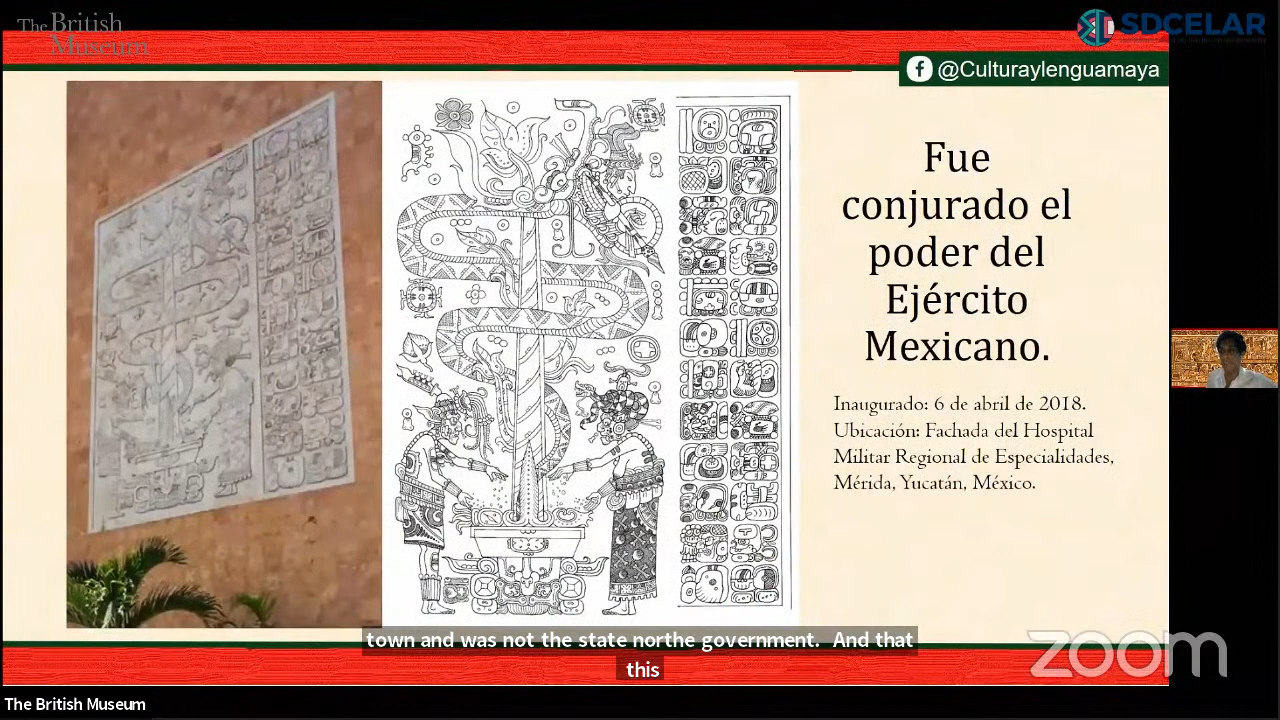 The British
Museum
SDCELAR
@Culturaylenguamaya
Fue
conjurado el
poder del
Ejército
Mexicano.
Inaugurado: 6 de abril de 2018.
Ubicación: Fachada del Hospital
Militar Regional de Especialidades,
Mérida, Yucatán, México.
town and was not the state northe government. And that
this
zoom
The British Museum